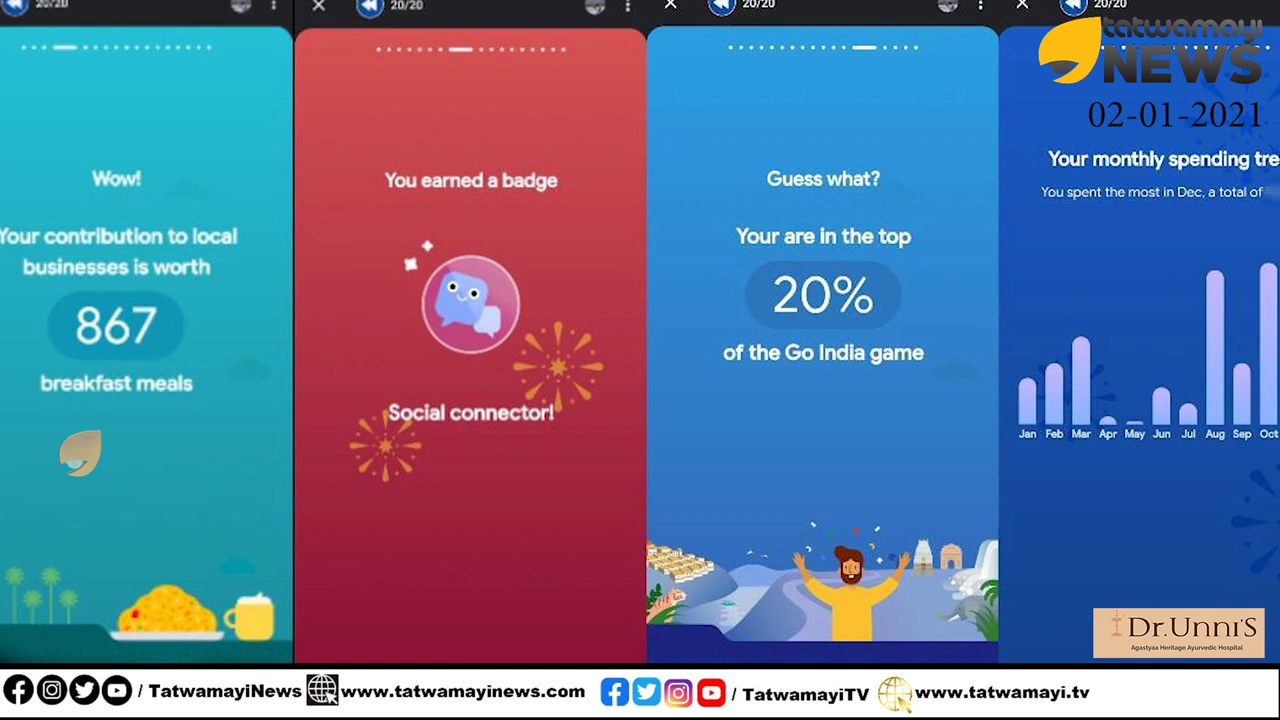 20/20
Wow!
Your contribution to local
businesses is worth
867
breakfast meals
20/20
You earned a badge
Social connector!
20/20
Guess what?
Your are in the top
20%
of the Go India game
20/20
tatwamayi
NEWS
02-01-2021
Your monthly spending tre
You spent the most in Dec, a total of
Jan Feb Mar Apr May Jun Jul Aug Sep Oct
Dr.Unni'S
Agastyaa Heritage Ayurvedic Hospital
/ TatwamayiNews www.tatwamayinews.com / TatwamayiTV www.tatwamayi.tv